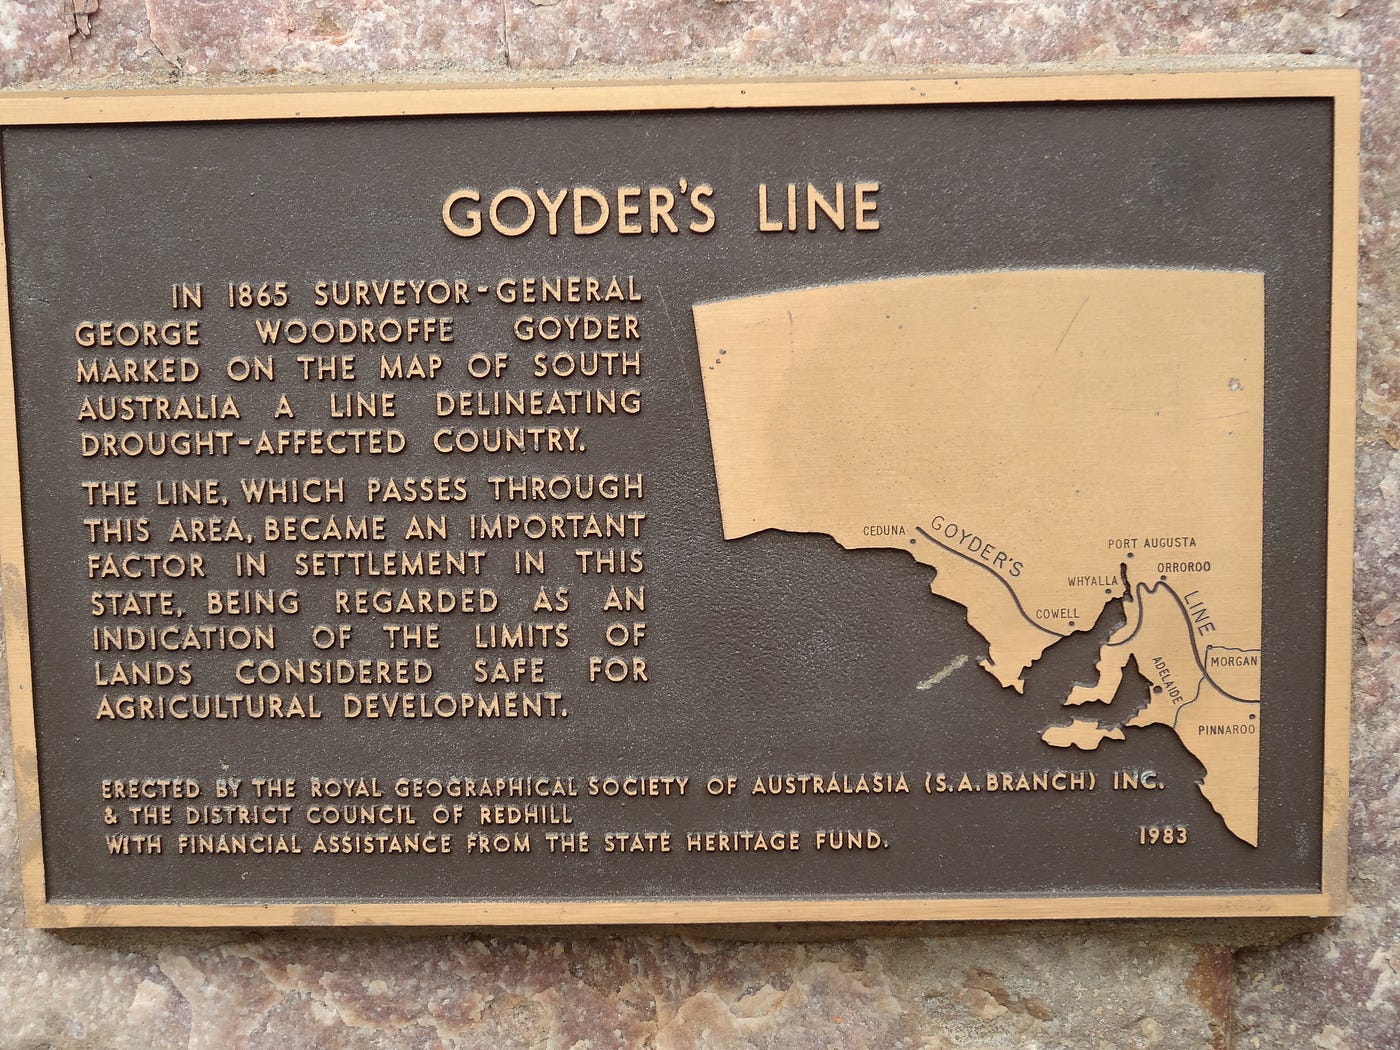 GOYDER'S LINE
IN 1865 SURVEYOR-GENERAL
GEORGE WOODROFFE GOYDER
MARKED ON THE MAP OF SOUTH
AUSTRALIA A LINE DELINEATING
DROUGHT-AFFECTED COUNTRY.
THE LINE, WHICH PASSES THROUGH
THIS AREA, BECAME AN IMPORTANT
FACTOR IN SETTLEMENT IN THIS
STATE, BEING REGARDED AS AN
INDICATION OF THE LIMITS OF
LANDS CONSIDERED SAFE FOR
AGRICULTURAL DEVELOPMENT.
CEDUNA
GOYDER'S
PORT AUGUSTA
ORROROO
WHYALLA
LINE
COWELL
MORGAN
ADELAIDE
PINNAROO
ERECTED BY THE ROYAL GEOGRAPHICAL SOCIETY OF AUSTRALASIA (S.A. BRANCH) INC.
& THE DISTRICT COUNCIL OF REDHILL
WITH FINANCIAL ASSISTANCE FROM THE STATE HERITAGE FUND.
1983